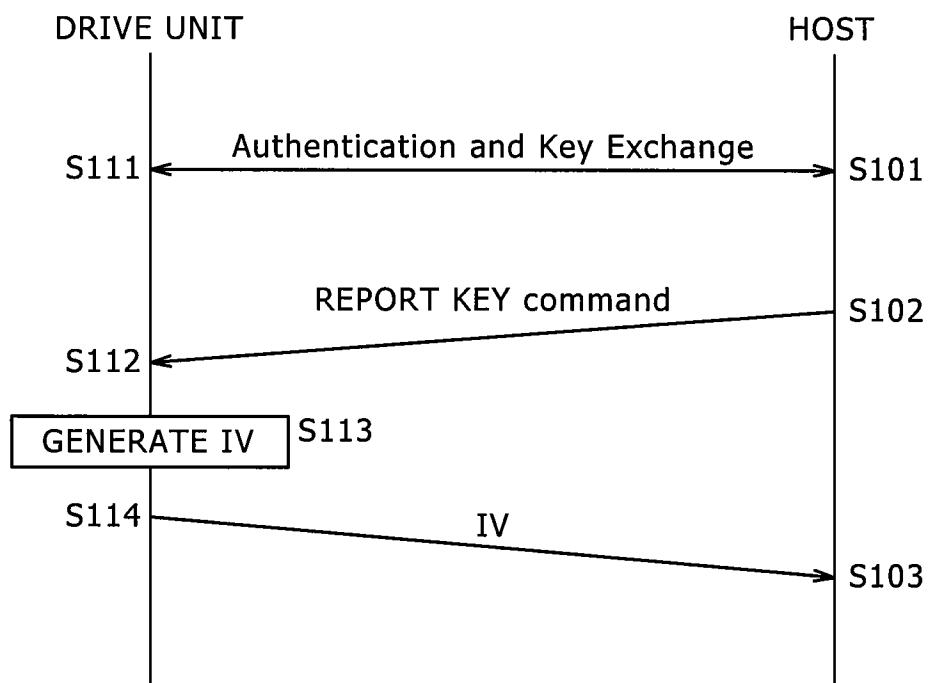 DRIVE UNIT
HOST
Authentication and Key Exchange
S111
S101
REPORT KEY command
S102
S112
GENERATE IV
S113
S114
IV
S103